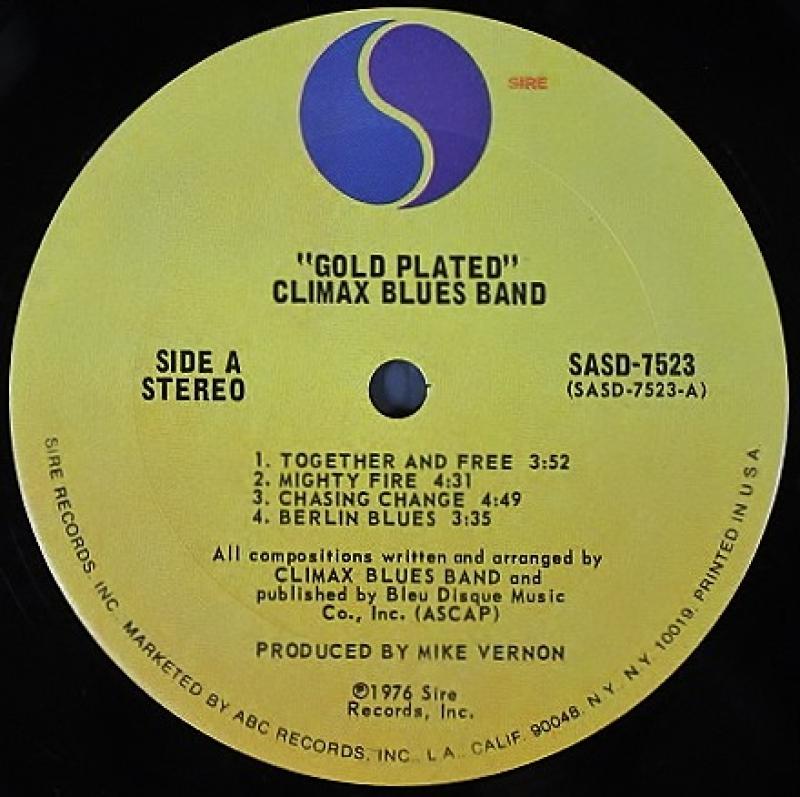 SIRE
"GOLD PLATED"
CLIMAX BLUES BAND
SIDE A
STEREO
SASD-7523
(SASD-7523-A)
1. TOGETHER AND FREE 3:52
2. MIGHTY FIRE 4:31
3. CHASING CHANGE 4:49
4. BERLIN BLUES 3:35
All compositions written and arranged by
CLIMAX BLUES BAND and
published by Bleu Disque Music
Co., Inc. (ASCAP)
PRODUCED BY MIKE VERNON
℗1976 Sire
Records, Inc.
SIRE RECORDS, INC. MARKETED BY ABC RECORDS, INC., L.A., CALIF. 90048, N.Y., N.Y. 10019. PRINTED IN U S A